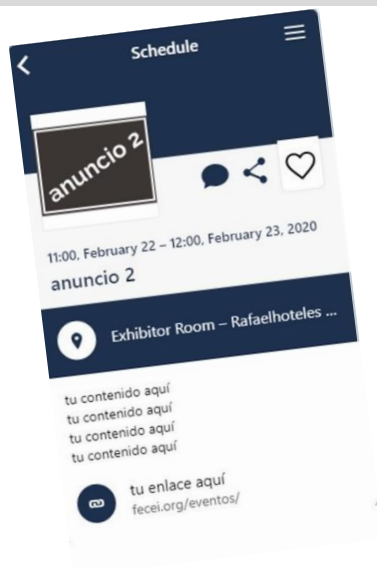 Schedule
anuncio 2
11:00, February 22 – 12:00, February 23, 2020
anuncio 2
Exhibitor Room – Rafaelhoteles ...
tu contenido aquí
tu contenido aquí
tu contenido aquí
tu contenido aquí
tu enlace aquí
fecei.org/eventos/